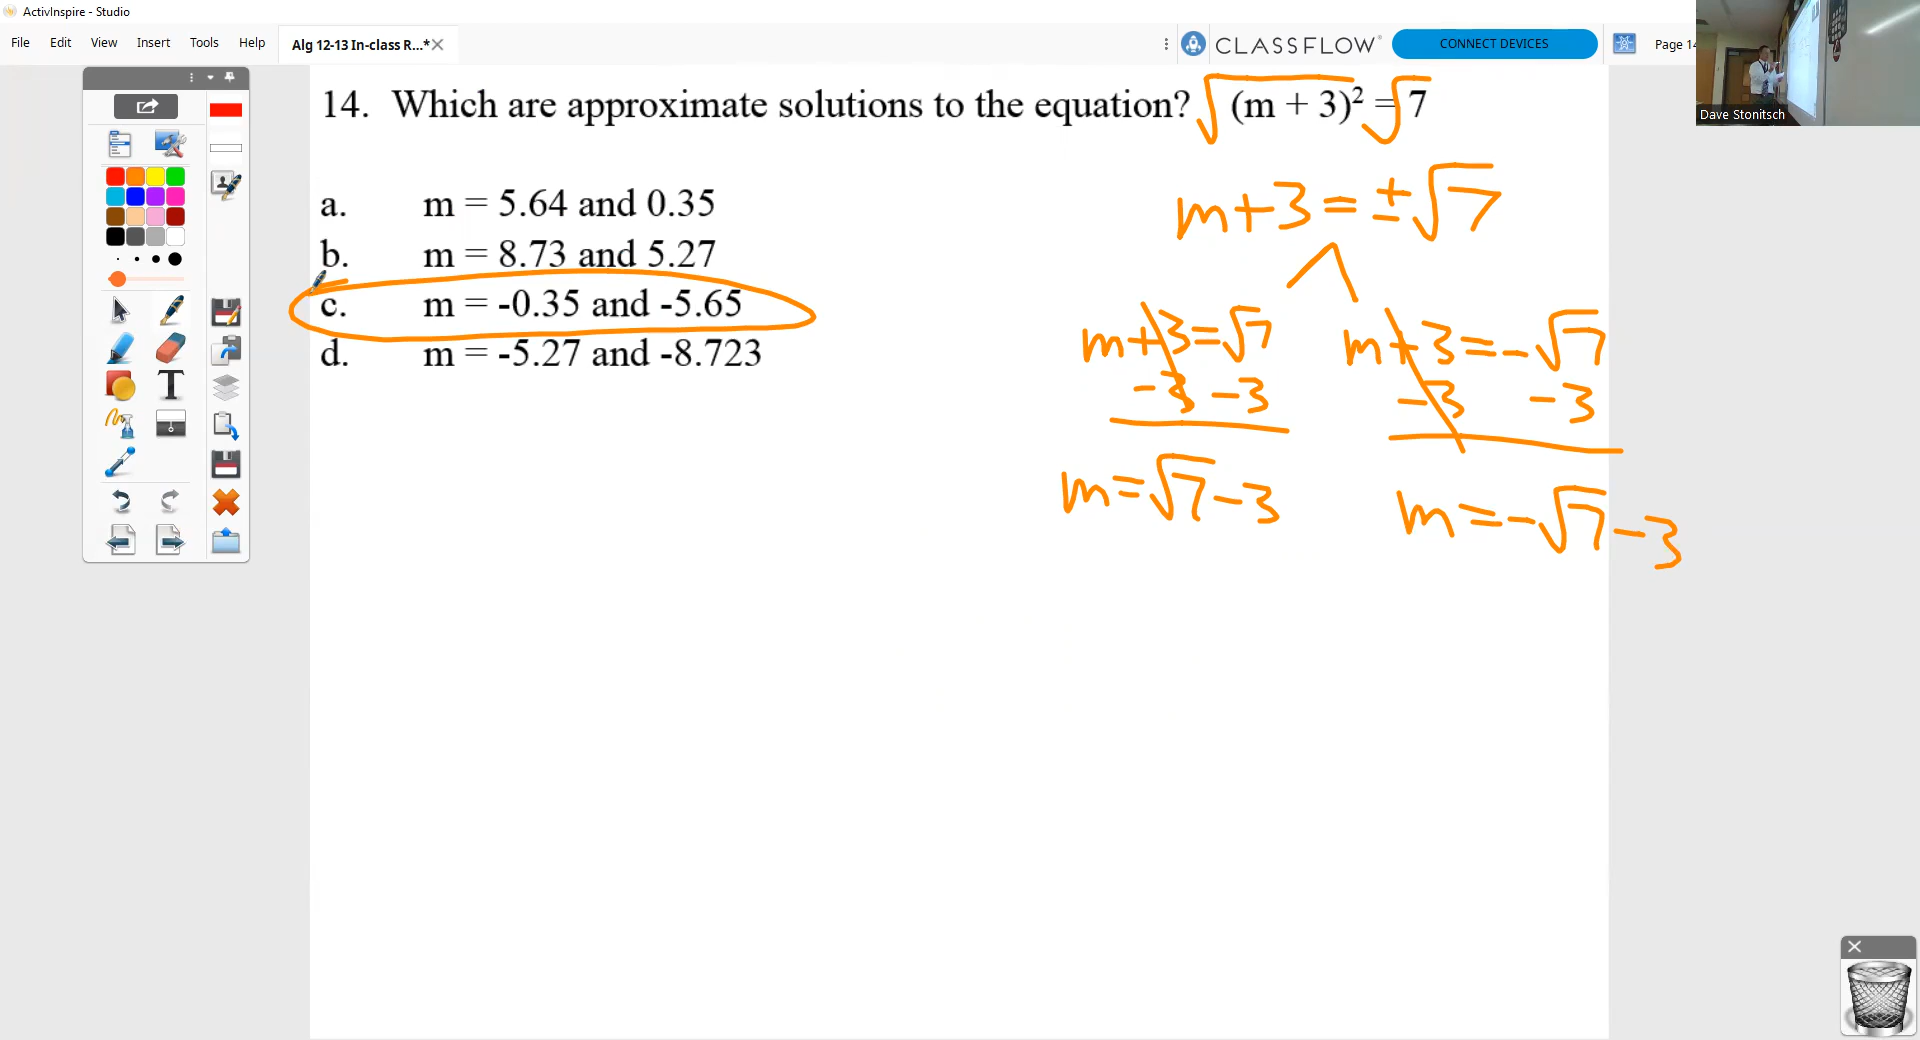 ActivInspire - Studio
File Edit View Insert Tools Help Alg 12-13 In-class R...* CLASSFLOW CONNECT DEVICES Page 14
Dave Stonitsch
14. Which are approximate solutions to the equation? √(m + 3)² = √7
a. m = 5.64 and 0.35
b. m = 8.73 and 5.27
c. m = -0.35 and -5.65
d. m = -5.27 and -8.723
m+3=±√7
m+3=√7 m+3=-√7
-3 -3 -3 -3
m=√7-3 m=-√7-3
T